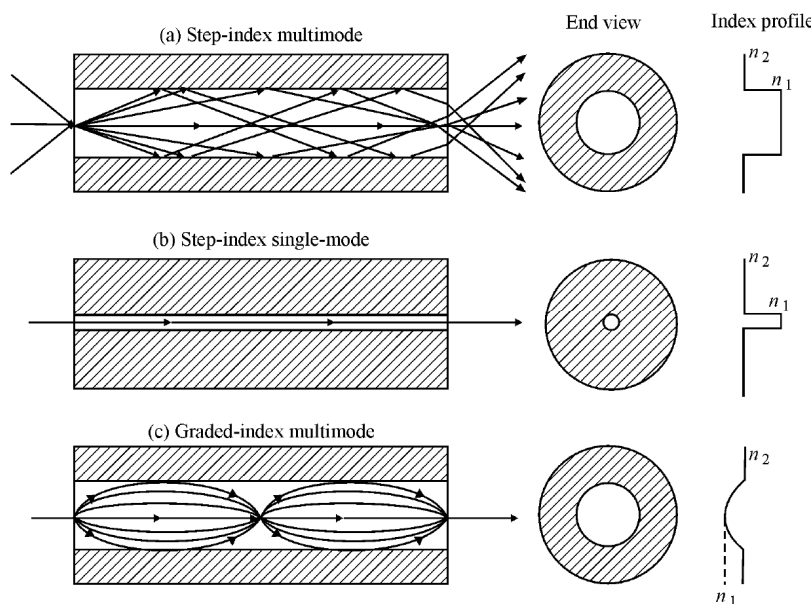 (a) Step-index multimode
End view
Index profile
n2
n1
(b) Step-index single-mode
n2
n1
(c) Graded-index multimode
n2
n1